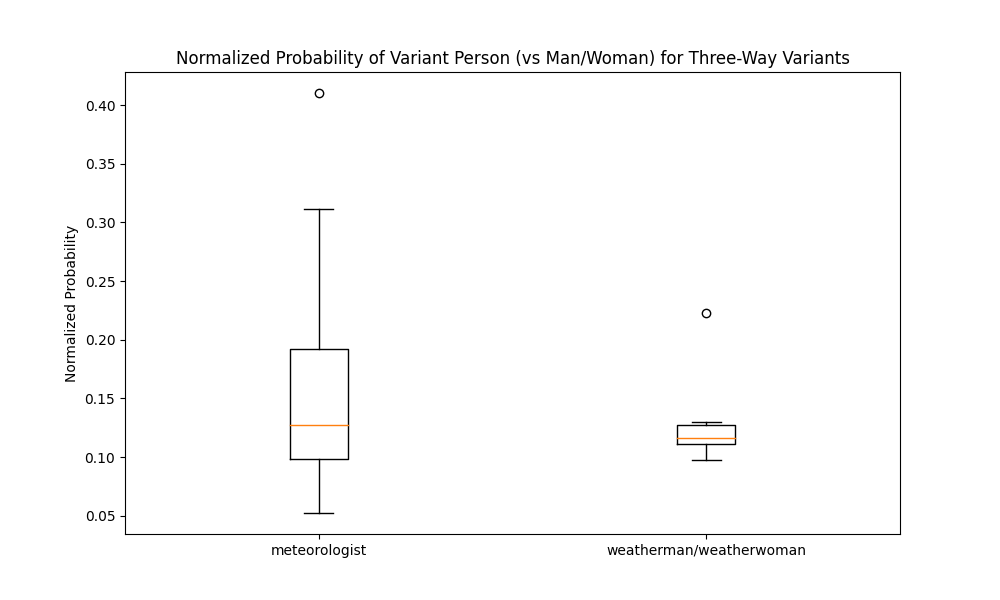 Normalized Probability of Variant Person (vs Man/Woman) for Three-Way Variants
Normalized Probability
0.40
0.35
0.30
0.25
0.20
0.15
0.10
0.05
meteorologist
weatherman/weatherwoman